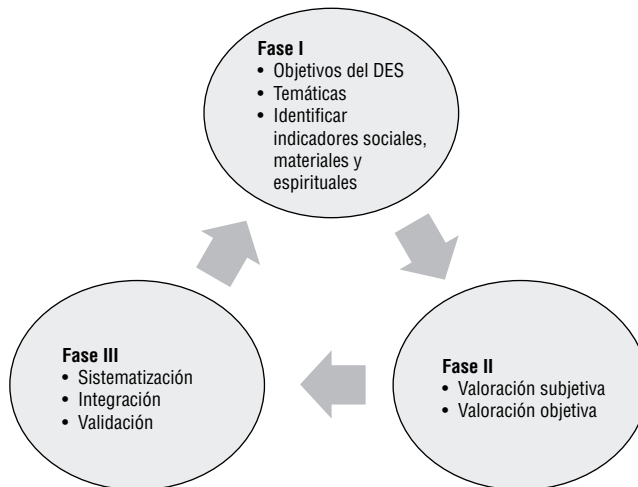 Fase I
• Objetivos del DES
• Temáticas
• Identificar
indicadores sociales,
materiales y
espirituales
Fase III
• Sistematización
• Integración
• Validación
Fase II
• Valoración subjetiva
• Valoración objetiva